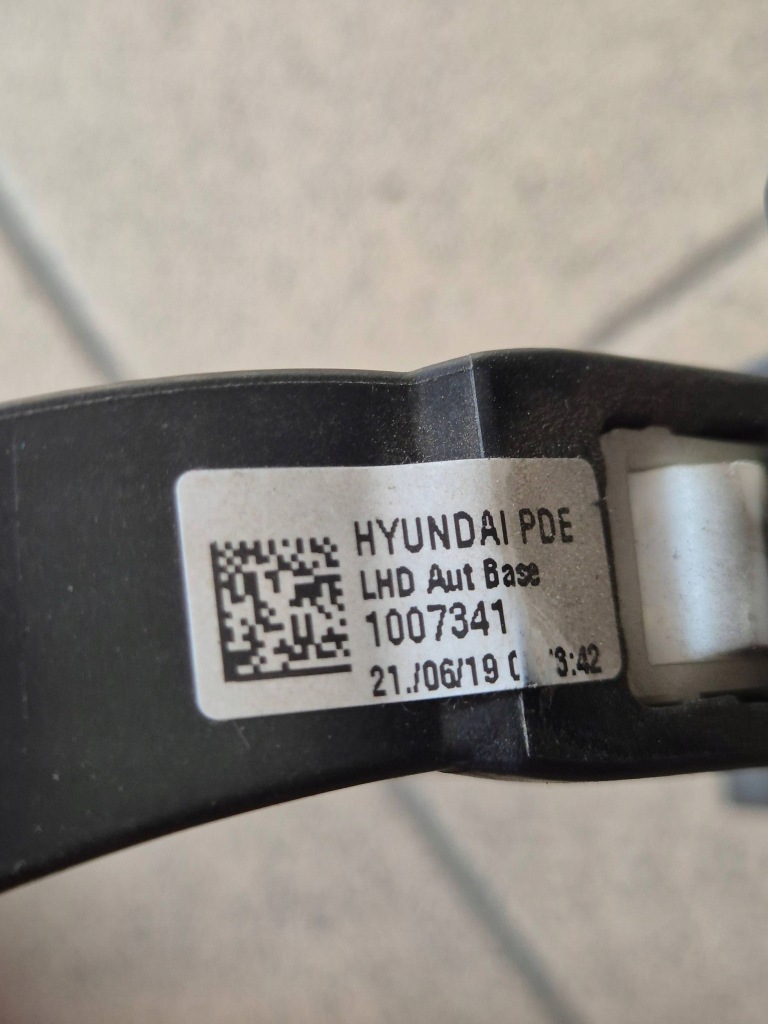 HYUNDAI PDE
LHD Aut Base
1007341
21./06/19